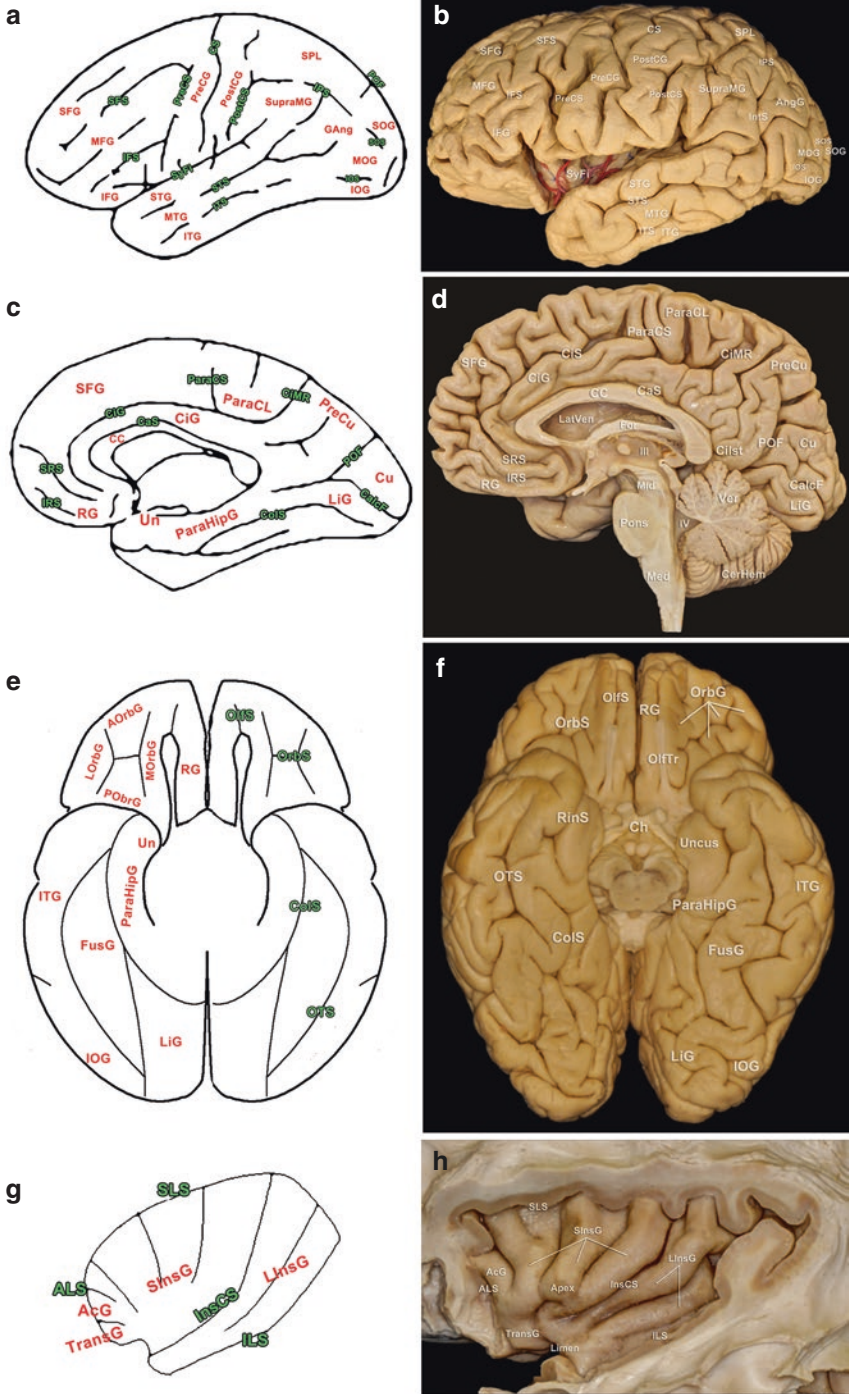 a
CS
SPL
SFS
PreCS
PreCG
PostCG
PostCS
IPS
POF
SFG
SupraMG
MFG
GAng
SOG
sos
IFS
MOG
SyFi
STS
ios
IFG
STG
ITS
IOG
MTG
ITG
b
SFS
CS
SPL
SFG
PostCG
IPS
MFG
IFS
PreCG
PreCS
PostCS
SupraMG
AngG
IntS
IFG
sos
MOG
SOG
SyFi
STG
IOS
IOG
STS
MTG
ITS
ITG
c
SFG
ParaCS
ParaCL
CiMR
PreCu
CiG
CaS
CiG
CC
POF
SRS
Cu
IRS
RG
Un
ParaHipG
ColS
LiG
CalcF
d
ParaCL
ParaCS
SFG
CiS
CiMR
PreCu
CiG
CC
CaS
LatVen
For
POF
Cu
III
CiIst
SRS
IRS
RG
Mid
CalcF
Ver
LiG
Pons
IV
Med
CerHem
e
AOrbG
OlfS
LOrbG
MOrbG
RG
OrbS
PObrG
Un
ITG
ParaHipG
ColS
FusG
OTS
LiG
IOG
f
OlfS
OrbG
OrbS
RG
OlfTr
RinS
Ch
Uncus
OTS
ITG
ParaHipG
ColS
FusG
LiG
IOG
g
SLS
ALS
SInsG
LInsG
AcG
InsCS
TransG
ILS
h
SLS
SInsG
LInsG
AcG
ALS
Apex
InsCS
TransG
Limen
ILS